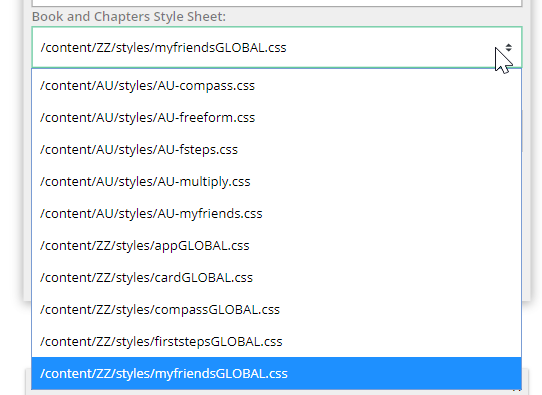 Book and Chapters Style Sheet:
/content/ZZ/styles/myfriendsGLOBAL.css
/content/AU/styles/AU-compass.css
/content/AU/styles/AU-freeform.css
/content/AU/styles/AU-fsteps.css
/content/AU/styles/AU-multiply.css
/content/AU/styles/AU-myfriends.css
/content/ZZ/styles/appGLOBAL.css
/content/ZZ/styles/cardGLOBAL.css
/content/ZZ/styles/compassGLOBAL.css
/content/ZZ/styles/firststepsGLOBAL.css
/content/ZZ/styles/myfriendsGLOBAL.css